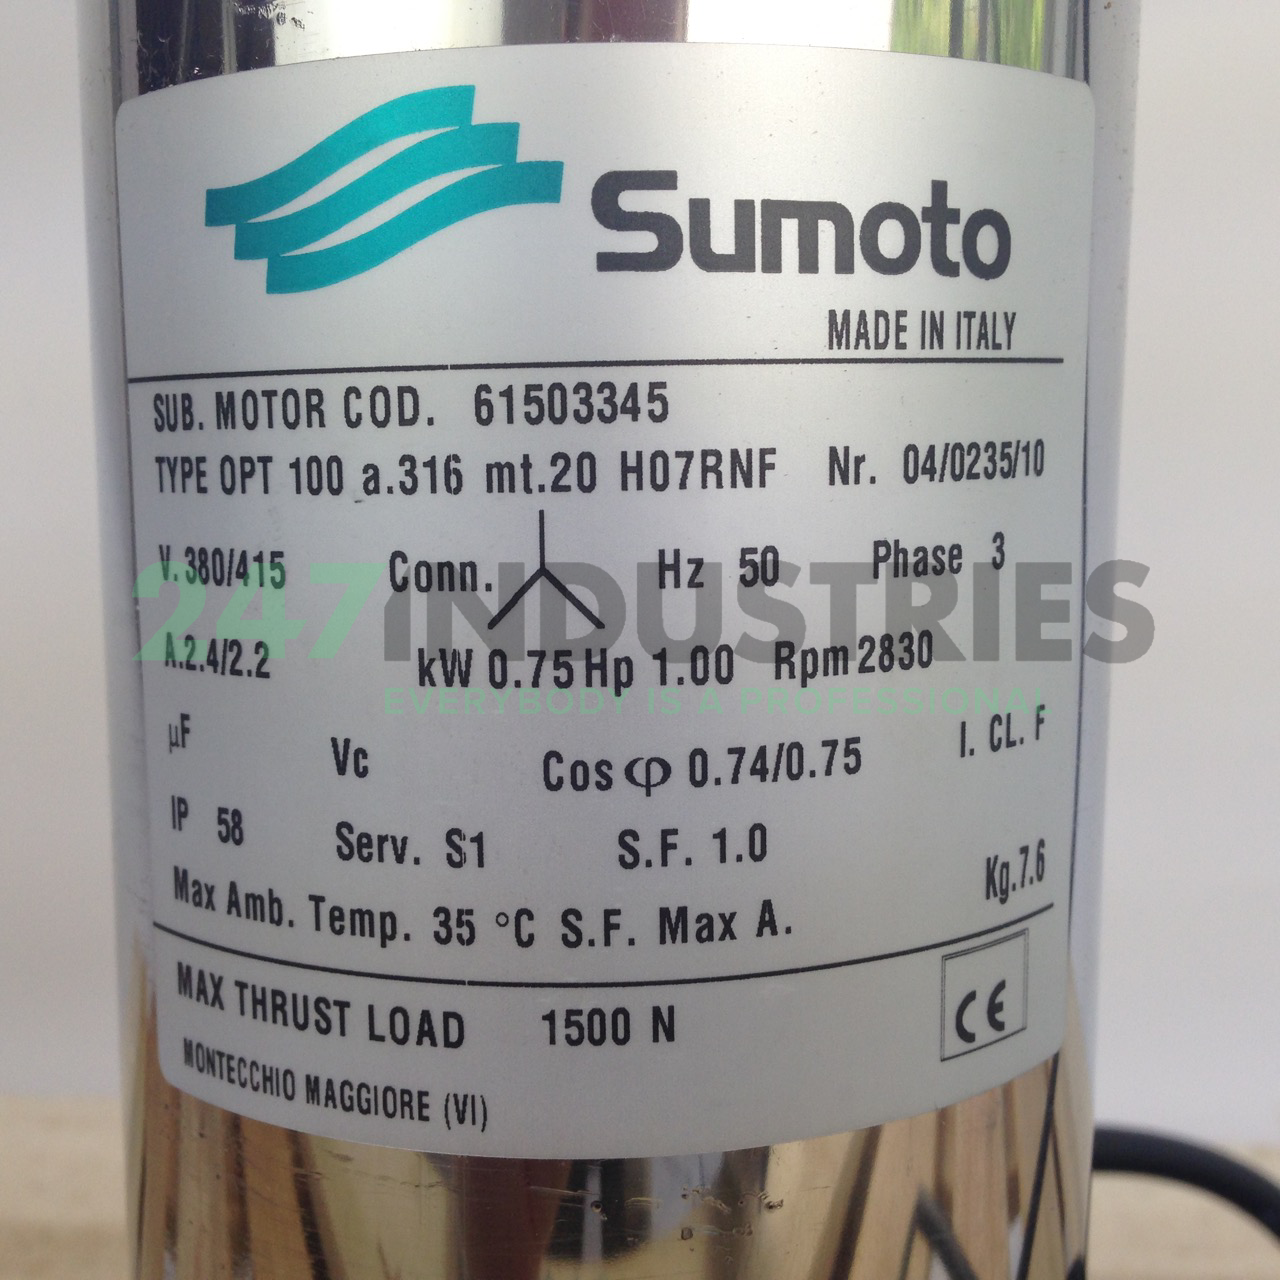 Sumoto
MADE IN ITALY
SUB. MOTOR COD. 61503345
TYPE OPT 100 a.316 mt.20 H07RNF Nr. 04/0235/10
V. 380/415 Conn. Hz 50 Phase 3
247INDUSTRIES
A.2.4/2.2 kW 0.75 Hp 1.00 Rpm 2830
EVERYBODY IS A PROFESSIONAL
µF Vc Cos φ 0.74/0.75 I. CL. F
IP 58 Serv. S1 S.F. 1.0 Kg.7.6
Max Amb. Temp. 35 °C S.F. Max A.
MAX THRUST LOAD 1500 N CE
MONTECCHIO MAGGIORE (VI)